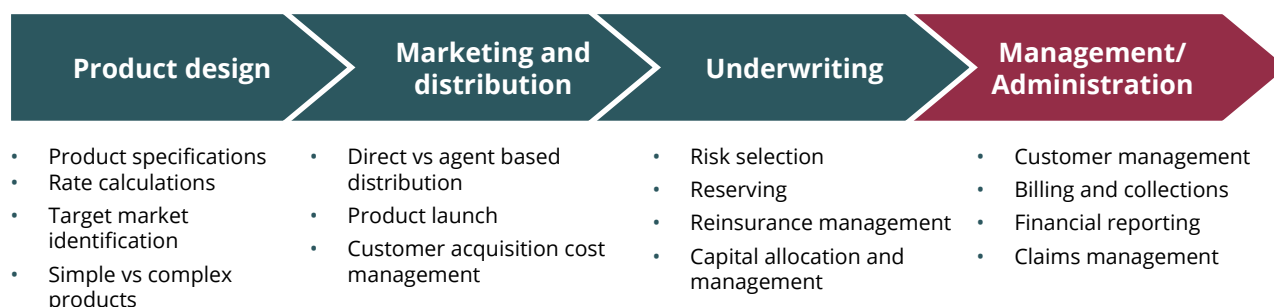 Product design
Marketing and
distribution
Underwriting
Management/
Administration
• Product specifications
• Rate calculations
• Target market
identification
• Simple vs complex
products
• Direct vs agent based
distribution
• Product launch
• Customer acquisition cost
management
• Risk selection
• Reserving
• Reinsurance management
• Capital allocation and
management
• Customer management
• Billing and collections
• Financial reporting
• Claims management